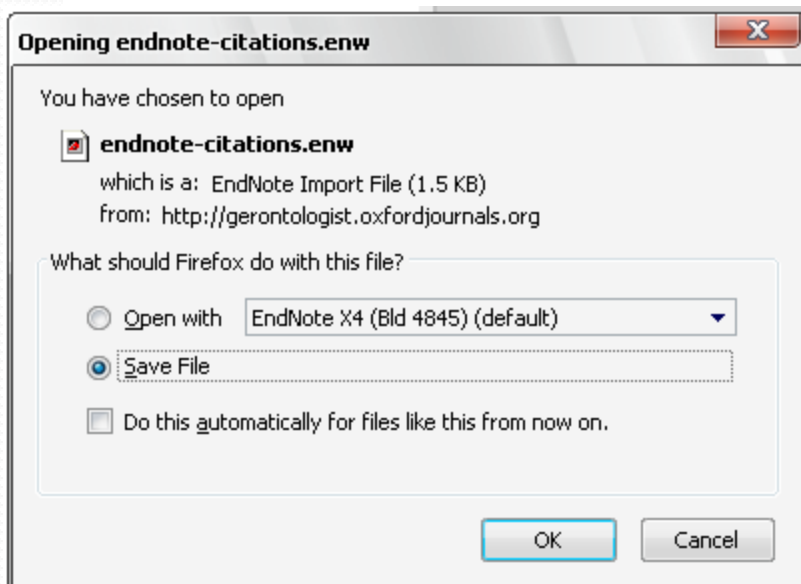 Opening endnote-citations.enw
You have chosen to open
endnote-citations.enw
which is a: EndNote Import File (1.5 KB)
from: http://gerontologist.oxfordjournals.org
What should Firefox do with this file?
Open with EndNote X4 (Bld 4845) (default)
Save File
Do this automatically for files like this from now on.
OK Cancel